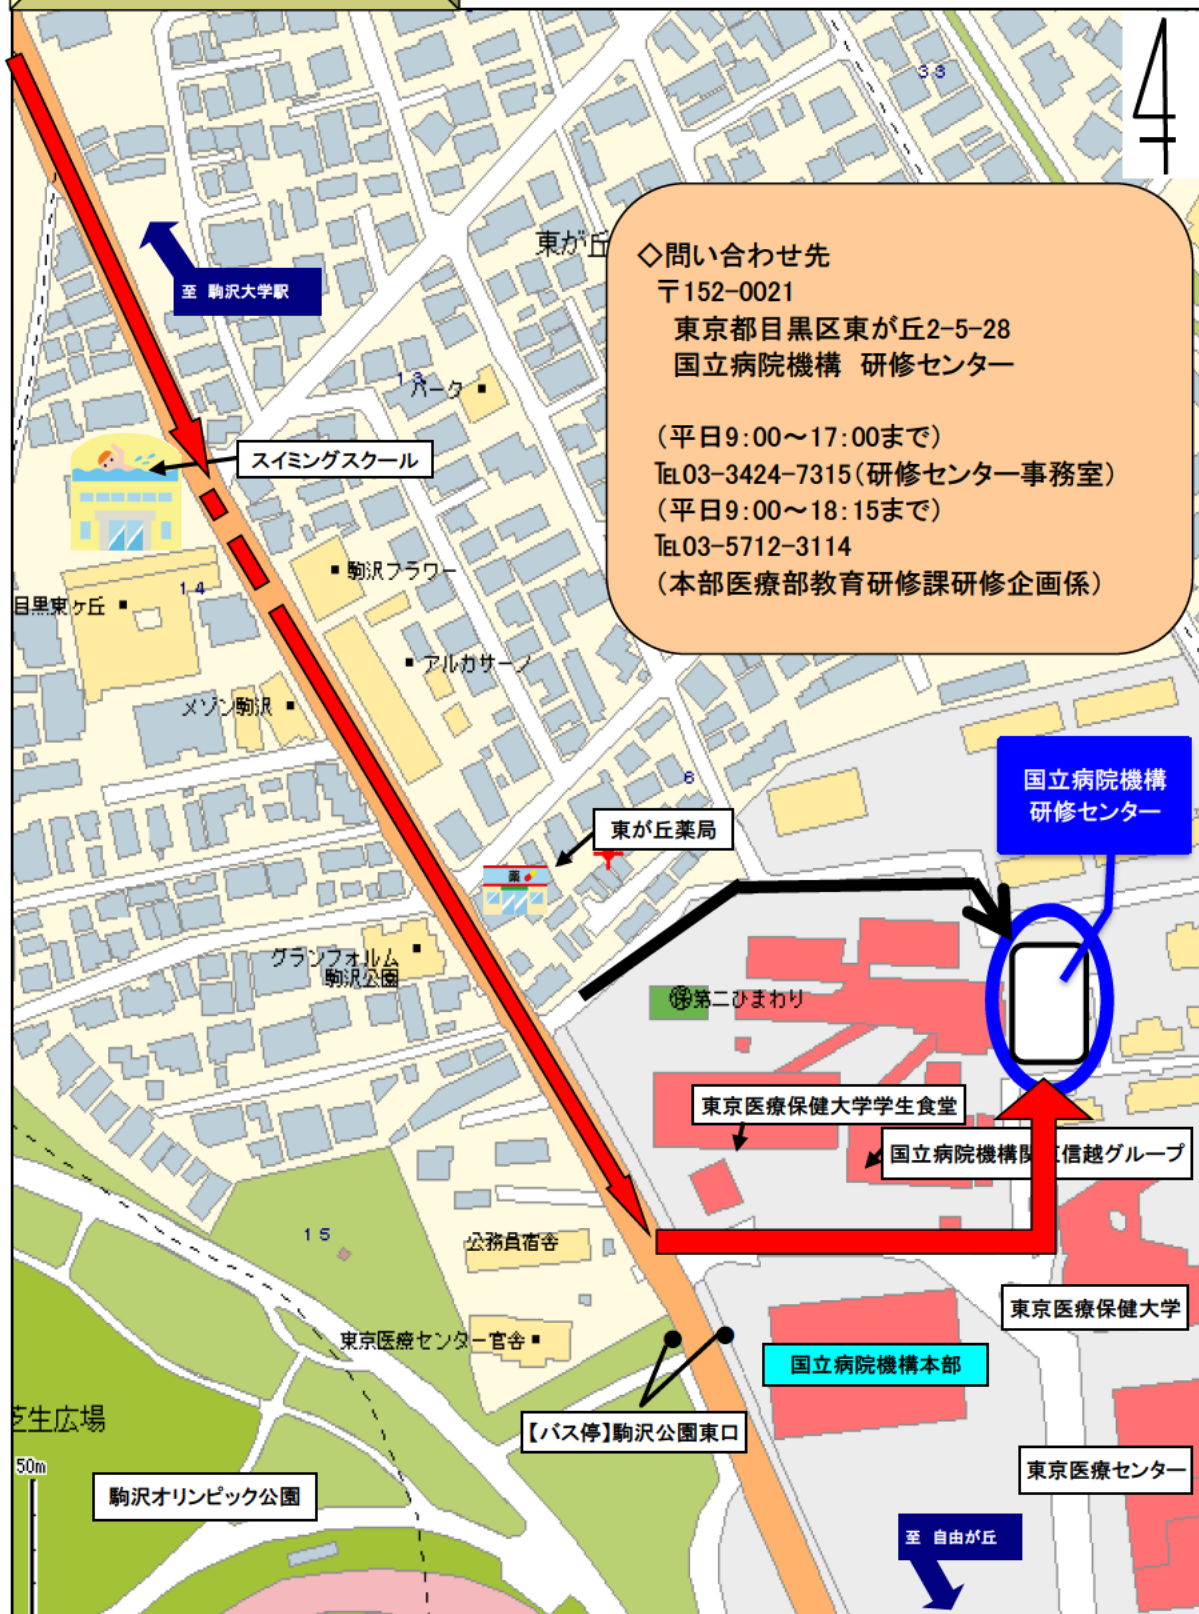 4
33
東が丘
至 駒沢大学駅
◇問い合わせ先
〒152-0021
東京都目黒区東が丘2-5-28
国立病院機構 研修センター
(平日9:00～17:00まで)
℡03-3424-7315(研修センター事務室)
(平日9:00～18:15まで)
℡03-5712-3114
(本部医療部教育研修課研修企画係)
13
パーク
スイミングスクール
駒沢フラワー
14
目黒東ヶ丘
アルカサーノ
メゾン駒沢
6
国立病院機構
研修センター
東が丘薬局
薬
グランフォルム
駒沢公園
保第二ひまわり
東京医療保健大学学生食堂
国立病院機構関 信越グループ
15
公務員宿舎
東京医療保健大学
東京医療センター官舎
国立病院機構本部
【バス停】駒沢公園東口
芝生広場
50m
東京医療センター
駒沢オリンピック公園
至 自由が丘